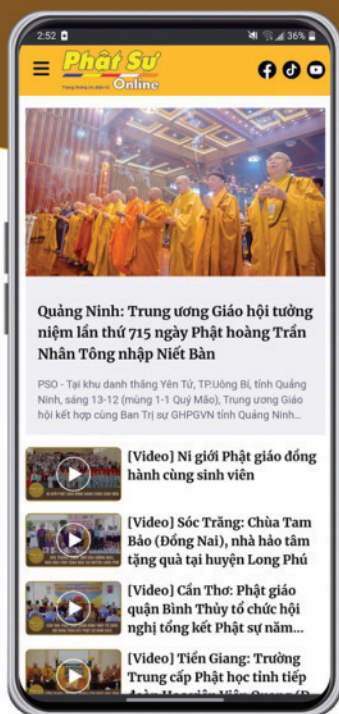 2:52
36%
Phật Sự
Online
Trang thông tin điện tử
Quảng Ninh: Trung ương Giáo hội tưởng
niệm lần thứ 715 ngày Phật hoàng Trần
Nhân Tông nhập Niết Bàn
PSO - Tại khu danh thắng Yên Tử, TP.Uông Bí, tỉnh Quảng
Ninh, sáng 13-12 (mùng 1-1 Quý Mão), Trung ương Giáo
hội kết hợp cùng Ban Trị sự GHPGVN tỉnh Quảng Ninh...
[Video] Ni giới Phật giáo đồng
hành cùng sinh viên
[Video] Sóc Trăng: Chùa Tam
Bảo (Đồng Nai), nhà hảo tâm
tặng quà tại huyện Long Phú
[Video] Cần Thơ: Phật giáo
quận Bình Thủy tổ chức hội
nghị tổng kết Phật sự năm...
[Video] Tiền Giang: Trường
Trung cấp Phật học tỉnh tiếp